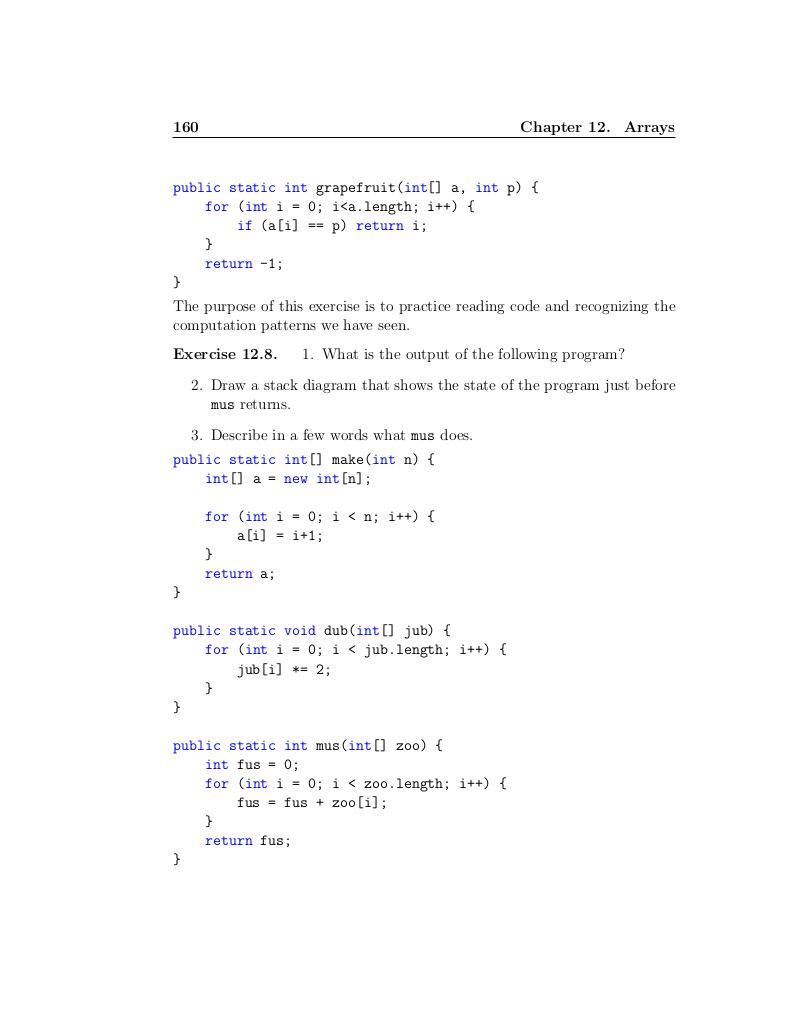 160 Chapter 12. Arrays
public static int grapefruit(int[] a, int p) {
    for (int i = 0; i<a.length; i++) {
        if (a[i] == p) return i;
    }
    return -1;
}
The purpose of this exercise is to practice reading code and recognizing the
computation patterns we have seen.
Exercise 12.8. 1. What is the output of the following program?
2. Draw a stack diagram that shows the state of the program just before
mus returns.
3. Describe in a few words what mus does.
public static int[] make(int n) {
    int[] a = new int[n];
    for (int i = 0; i < n; i++) {
        a[i] = i+1;
    }
    return a;
}
public static void dub(int[] jub) {
    for (int i = 0; i < jub.length; i++) {
        jub[i] *= 2;
    }
}
public static int mus(int[] zoo) {
    int fus = 0;
    for (int i = 0; i < zoo.length; i++) {
        fus = fus + zoo[i];
    }
    return fus;
}